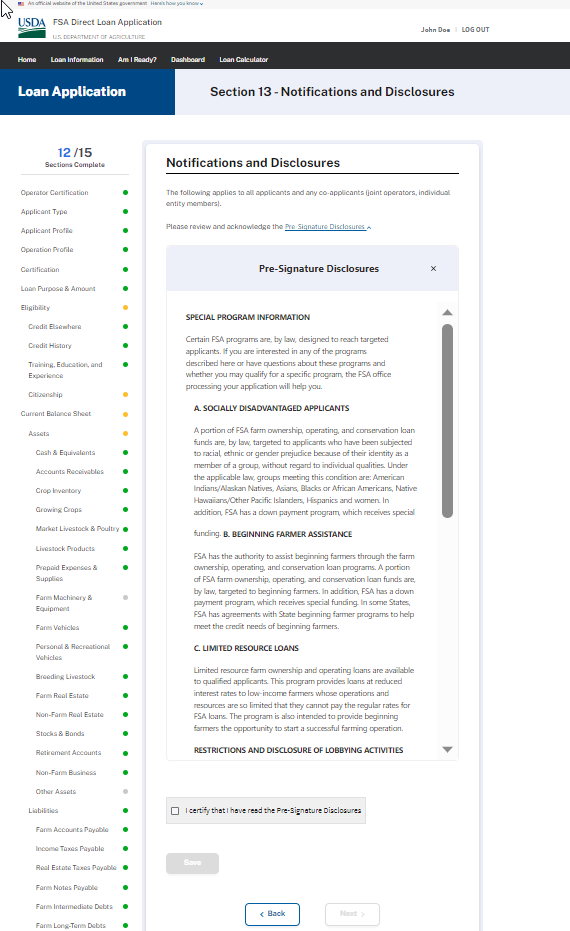 An official website of the United States government Here's how you know
USDA
FSA Direct Loan Application
U.S. DEPARTMENT OF AGRICULTURE
John Doe | LOG OUT
Home Loan Information Am I Ready? Dashboard Loan Calculator
Loan Application
Section 13 - Notifications and Disclosures
12 /15
Sections Complete
Operator Certification
Applicant Type
Applicant Profile
Operation Profile
Certification
Loan Purpose & Amount
Eligibility
Credit Elsewhere
Credit History
Training, Education, and
Experience
Citizenship
Current Balance Sheet
Assets
Cash & Equivalents
Accounts Receivables
Crop Inventory
Growing Crops
Market Livestock & Poultry
Livestock Products
Prepaid Expenses &
Supplies
Farm Machinery &
Equipment
Farm Vehicles
Personal & Recreational
Vehicles
Breeding Livestock
Farm Real Estate
Non-Farm Real Estate
Stocks & Bonds
Retirement Accounts
Non-Farm Business
Other Assets
Liabilities
Farm Accounts Payable
Income Taxes Payable
Real Estate Taxes Payable
Farm Notes Payable
Farm Intermediate Debts
Farm Long-Term Debts
Notifications and Disclosures
The following applies to all applicants and any co-applicants (joint operators, individual
entity members).
Please review and acknowledge the Pre-Signature Disclosures
Pre-Signature Disclosures
×
SPECIAL PROGRAM INFORMATION
Certain FSA programs are, by law, designed to reach targeted
applicants. If you are interested in any of the programs
described here or have questions about these programs and
whether you may qualify for a specific program, the FSA office
processing your application will help you.
A. SOCIALLY DISADVANTAGED APPLICANTS
A portion of FSA farm ownership, operating, and conservation loan
funds are, by law, targeted to applicants who have been subjected
to racial, ethnic or gender prejudice because of their identity as a
member of a group, without regard to individual qualities. Under
the applicable law, groups meeting this condition are: American
Indians/Alaskan Natives, Asians, Blacks or African Americans, Native
Hawaiians/Other Pacific Islanders, Hispanics and women. In
addition, FSA has a down payment program, which receives special
funding. B. BEGINNING FARMER ASSISTANCE
FSA has the authority to assist beginning farmers through the farm
ownership, operating, and conservation loan programs. A portion
of FSA farm ownership, operating, and conservation loan funds are,
by law, targeted to beginning farmers. In addition, FSA has a down
payment program, which receives special funding. In some States,
FSA has agreements with State beginning farmer programs to help
meet the credit needs of beginning farmers.
C. LIMITED RESOURCE LOANS
Limited resource farm ownership and operating loans are available
to qualified applicants. This program provides loans at reduced
interest rates to low-income farmers whose operations and
resources are so limited that they cannot pay the regular rates for
FSA loans. The program is also intended to provide beginning
farmers the opportunity to start a successful farming operation.
RESTRICTIONS AND DISCLOSURE OF LOBBYING ACTIVITIES
I certify that I have read the Pre-Signature Disclosures
Save
< Back
Next >